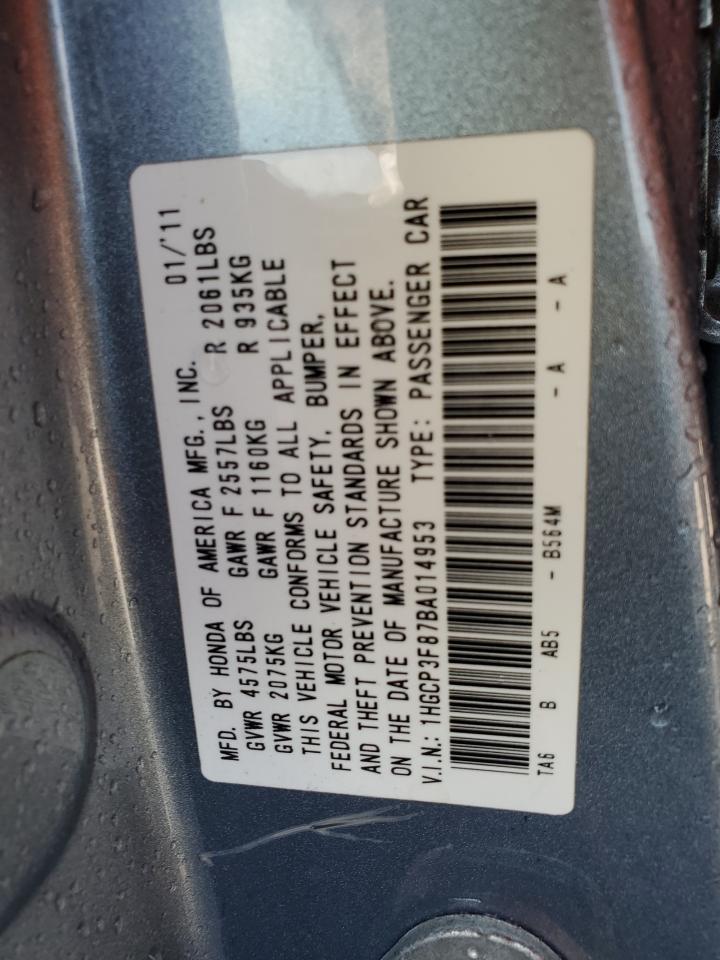 MFD. BY HONDA OF AMERICA MFG., INC. 01/'11
GVWR 4575LBS GAWR F 2557LBS R 2061LBS
GVWR 2075KG GAWR F 1160KG R 935KG
THIS VEHICLE CONFORMS TO ALL APPLICABLE
FEDERAL MOTOR VEHICLE SAFETY, BUMPER,
AND THEFT PREVENTION STANDARDS IN EFFECT
ON THE DATE OF MANUFACTURE SHOWN ABOVE.
V.I.N.: 1HGCP3F87BA014953 TYPE: PASSENGER CAR
TA6 B AB5 - B564M - A - A